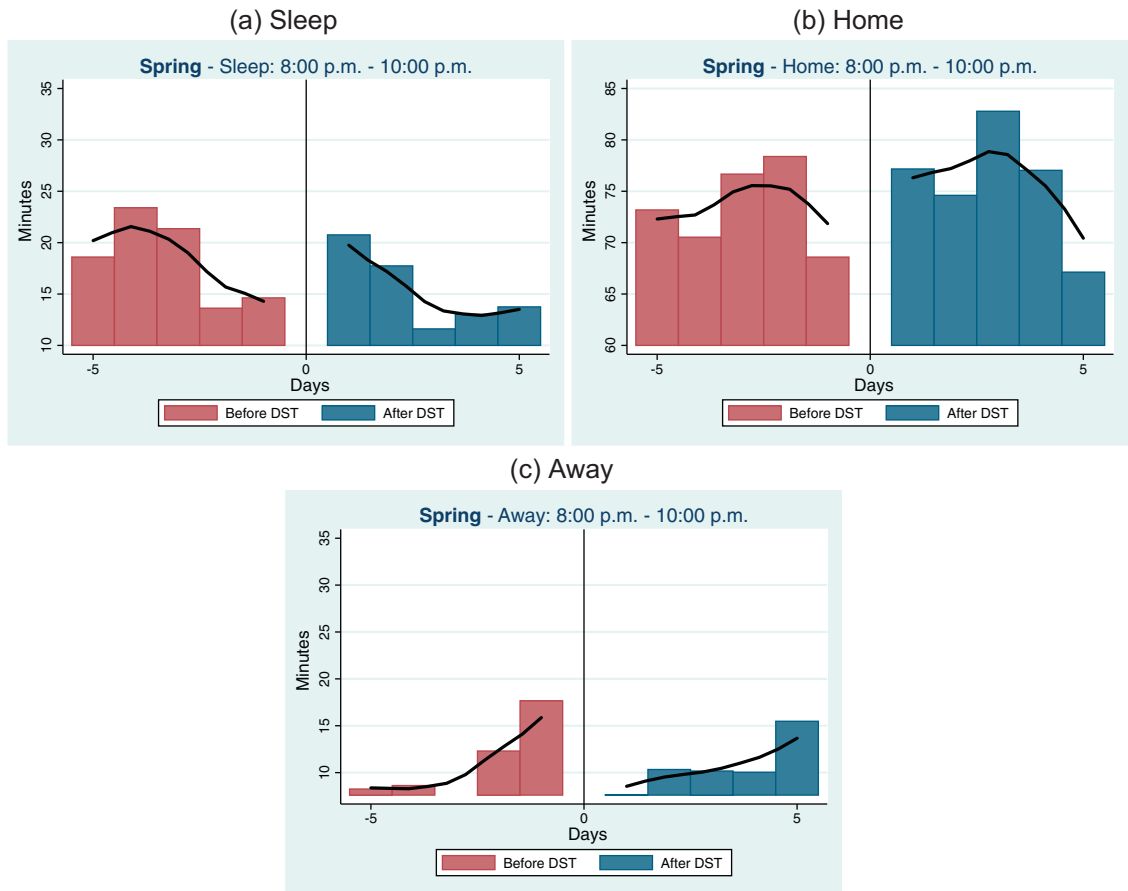 (a) Sleep
Spring - Sleep: 8:00 p.m. - 10:00 p.m.
Minutes
35
30
25
20
15
10
-5
0
5
Days
Before DST
After DST
(b) Home
Spring - Home: 8:00 p.m. - 10:00 p.m.
Minutes
85
80
75
70
65
60
-5
0
5
Days
Before DST
After DST
(c) Away
Spring - Away: 8:00 p.m. - 10:00 p.m.
Minutes
35
30
25
20
15
10
-5
0
5
Days
Before DST
After DST